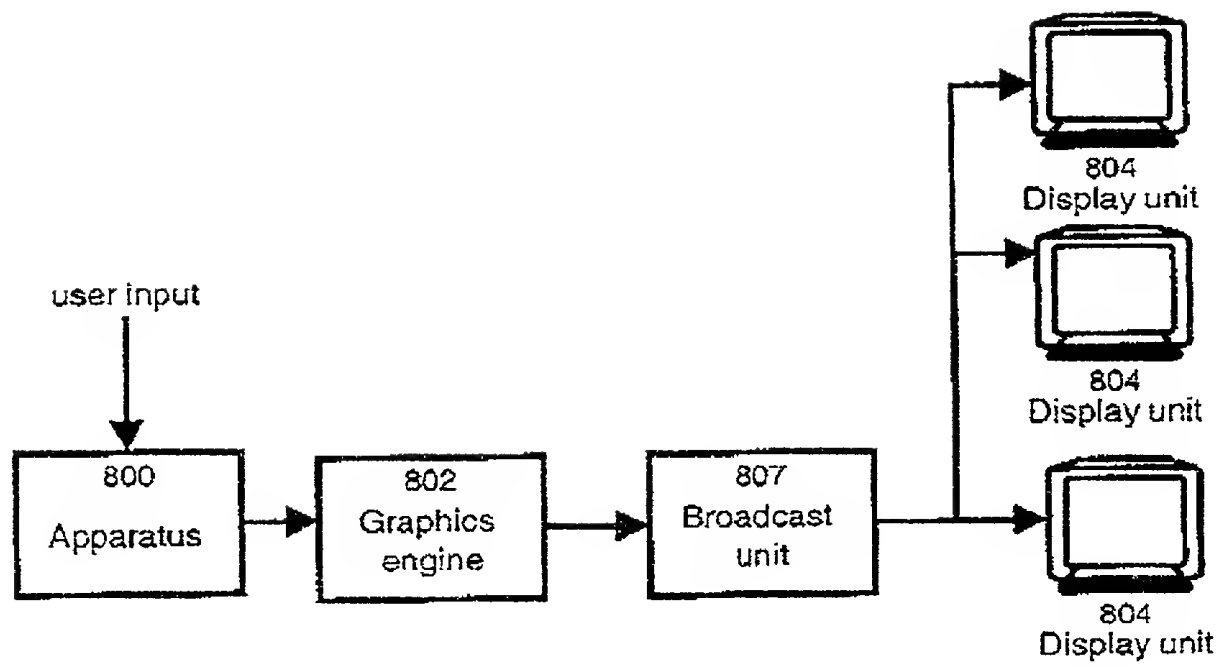 804
Display unit
804
Display unit
user input
800
Apparatus
802
Graphics
engine
807
Broadcast
unit
804
Display unit